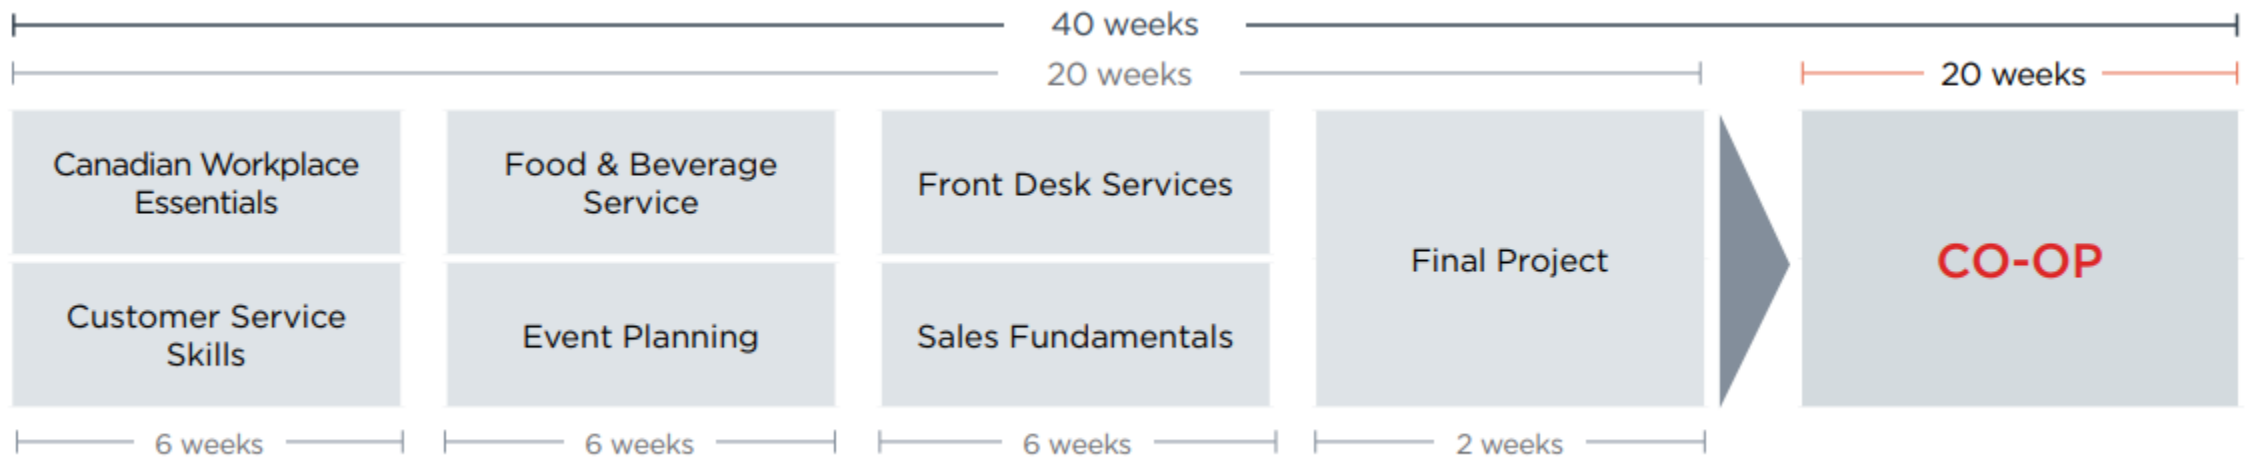 40 weeks
20 weeks
20 weeks
Canadian Workplace
Essentials
Food & Beverage
Service
Front Desk Services
Final Project
CO-OP
Customer Service
Skills
Event Planning
Sales Fundamentals
6 weeks
6 weeks
6 weeks
2 weeks